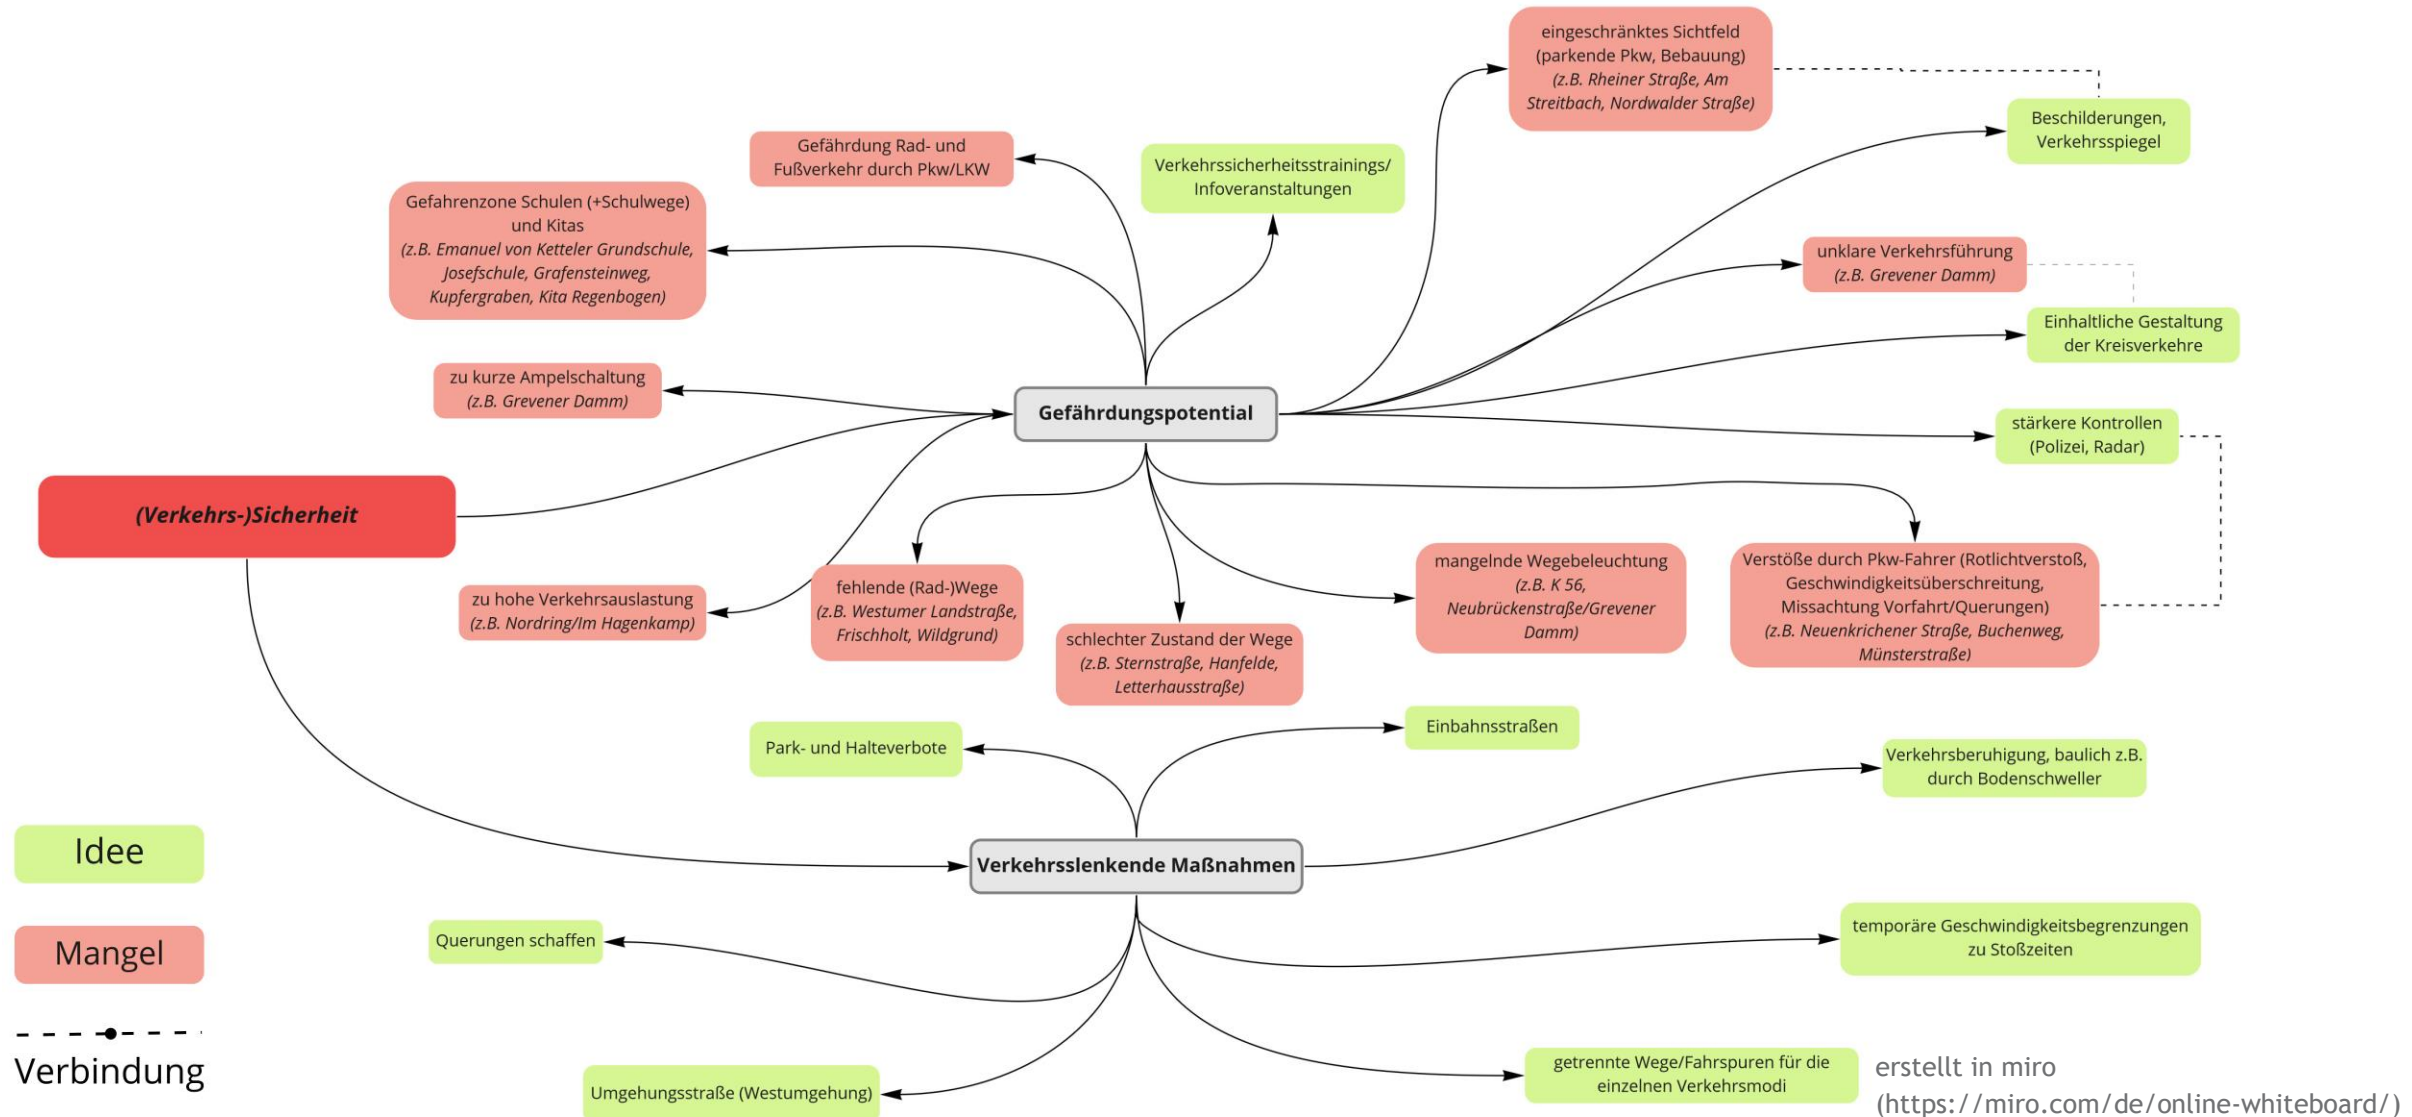 eingeschränktes Sichtfeld
(parkende Pkw, Bebauung)
(z.B. Rheiner Straße, Am
Streitbach, Nordwalder Straße)
Beschilderungen,
Verkehrsspiegel
Gefährdung Rad- und
Fußverkehr durch Pkw/LKW
Verkehrssicherheitsstrainings/
Infoveranstaltungen
Gefahrenzone Schulen (+Schulwege)
und Kitas
(z.B. Emanuel von Ketteler Grundschule,
Josefschule, Grafensteinweg,
Kupfergraben, Kita Regenbogen)
unklare Verkehrsführung
(z.B. Grevener Damm)
Einhaltliche Gestaltung
der Kreisverkehre
zu kurze Ampelschaltung
(z.B. Grevener Damm)
Gefährdungspotential
stärkere Kontrollen
(Polizei, Radar)
(Verkehrs-)Sicherheit
zu hohe Verkehrsauslastung
(z.B. Nordring/Im Hagenkamp)
fehlende (Rad-)Wege
(z.B. Westumer Landstraße,
Frischholt, Wildgrund)
schlechter Zustand der Wege
(z.B. Sternstraße, Hanfelde,
Letterhausstraße)
mangelnde Wegebeleuchtung
(z.B. K 56,
Neubrückenstraße/Grevener
Damm)
Verstöße durch Pkw-Fahrer (Rotlichtverstoß,
Geschwindigkeitsüberschreitung,
Missachtung Vorfahrt/Querungen)
(z.B. Neuenkrichener Straße, Buchenweg,
Münsterstraße)
Park- und Halteverbote
Einbahnsstraßen
Verkehrsberuhigung, baulich z.B.
durch Bodenschweller
Verkehrsslenkende Maßnahmen
Querungen schaffen
temporäre Geschwindigkeitsbegrenzungen
zu Stoßzeiten
Umgehungsstraße (Westumgehung)
getrennte Wege/Fahrspuren für die
einzelnen Verkehrsmodi
Idee
Mangel
Verbindung
erstellt in miro
(https://miro.com/de/online-whiteboard/)